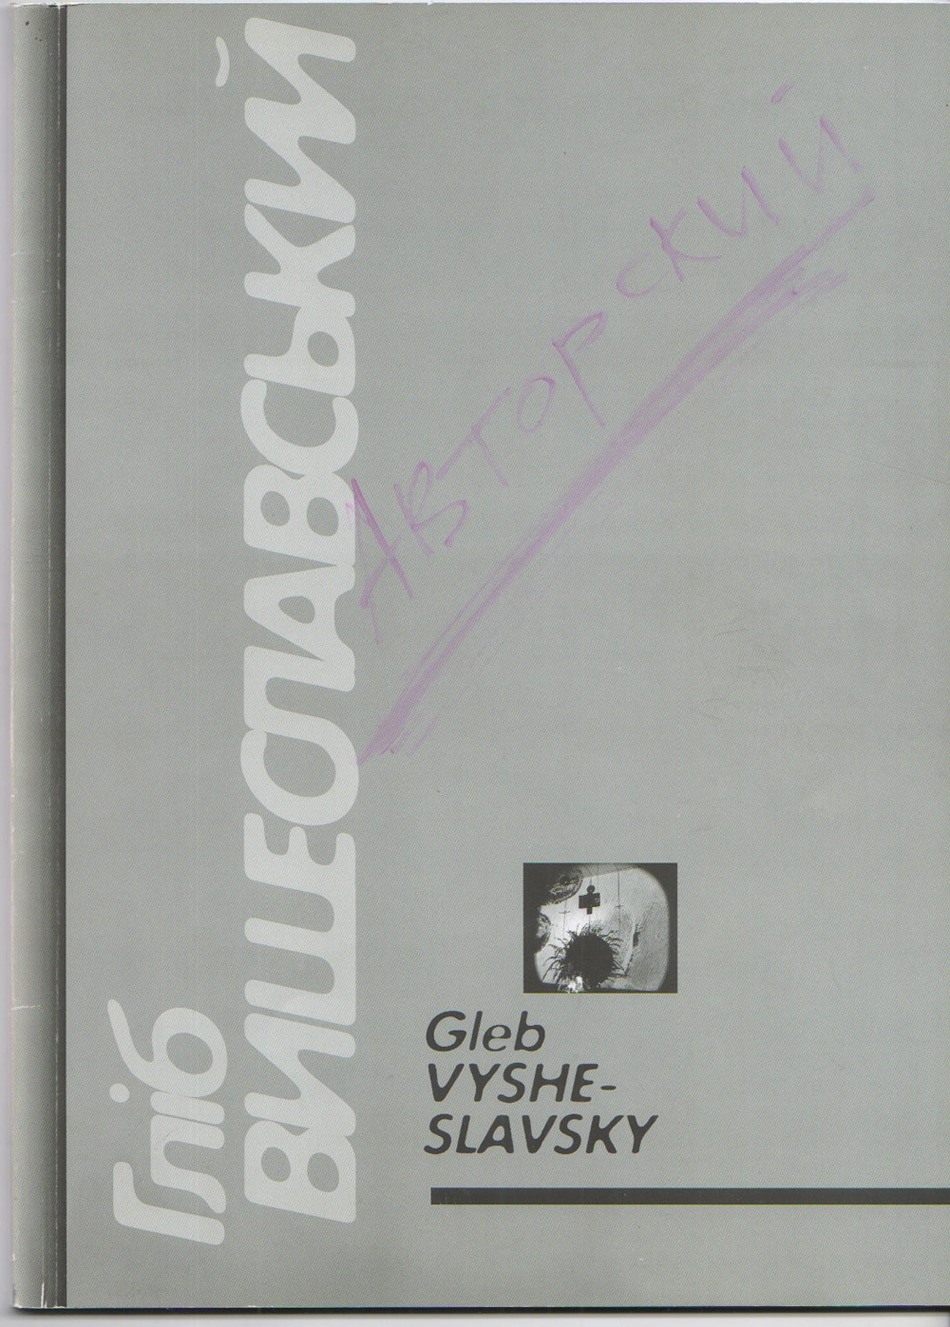 Гліб
ВИШЕСЛАВСЬКИЙ
Авторский
Gleb
VYSHE-
SLAVSKY